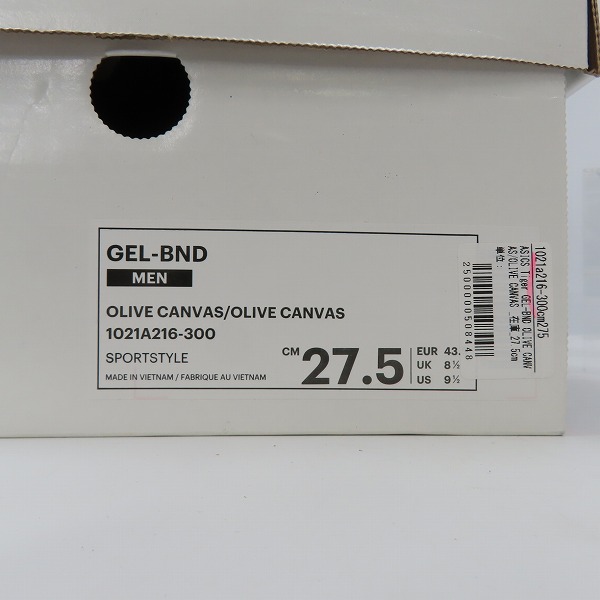 GEL-BND
MEN
OLIVE CANVAS/OLIVE CANVAS
1021A216-300
SPORTSTYLE
MADE IN VIETNAM / FABRIQUE AU VIETNAM
CM 27.5
EUR 43.
UK 8½
US 9½
1021a216-300cm275
ASICS Tiger GEL-BND OLIVE CANV
AS/OLIVE CANVAS 在庫 27.5cm
単位:
2500000508448